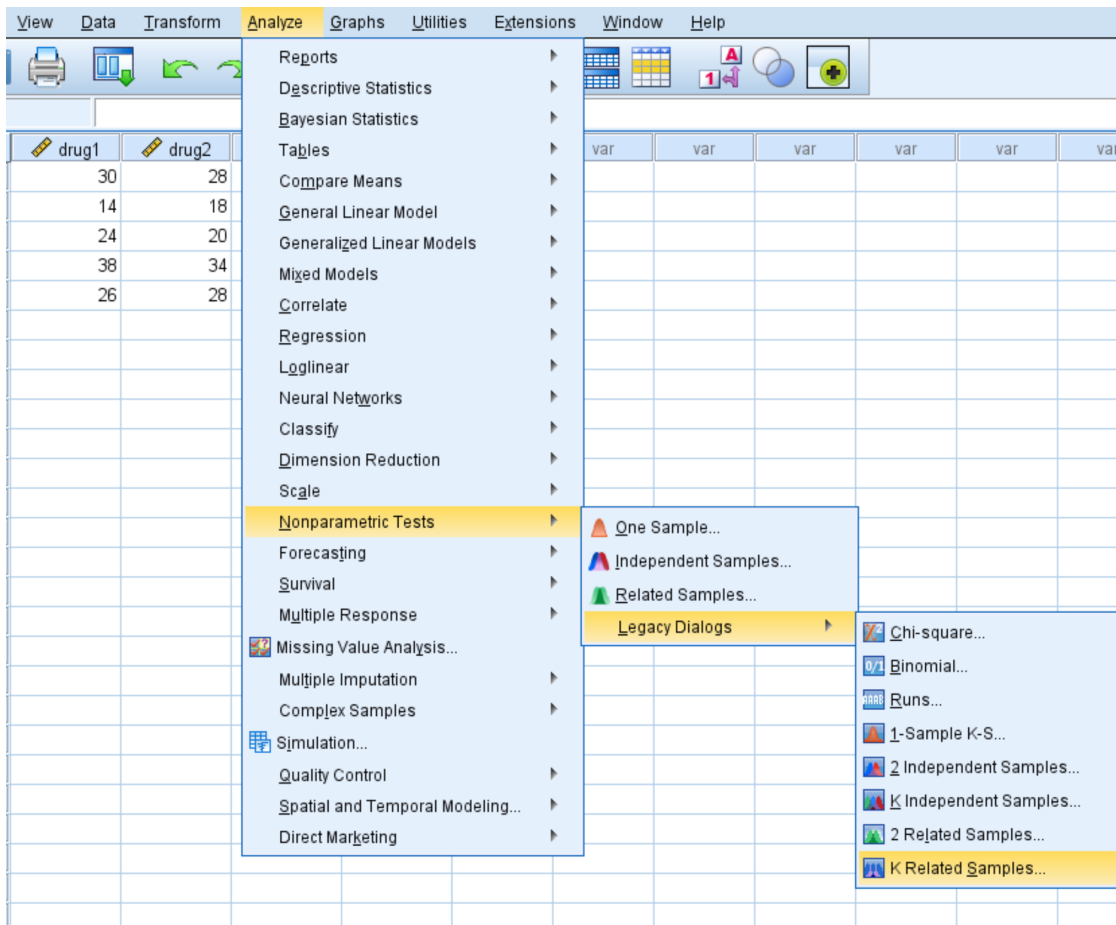 View Data Transform Analyze Graphs Utilities Extensions Window Help
A
1
drug1 drug2 var var var var var va
30 28
14 18
24 20
38 34
26 28
Reports
Descriptive Statistics
Bayesian Statistics
Tables
Compare Means
General Linear Model
Generalized Linear Models
Mixed Models
Correlate
Regression
Loglinear
Neural Networks
Classify
Dimension Reduction
Scale
Nonparametric Tests
Forecasting
Survival
Multiple Response
Missing Value Analysis...
Multiple Imputation
Complex Samples
Simulation...
Quality Control
Spatial and Temporal Modeling...
Direct Marketing
One Sample...
Independent Samples...
Related Samples...
Legacy Dialogs
Chi-square...
0/1 Binomial...
Runs...
1-Sample K-S...
2 Independent Samples...
K Independent Samples...
2 Related Samples...
K Related Samples...